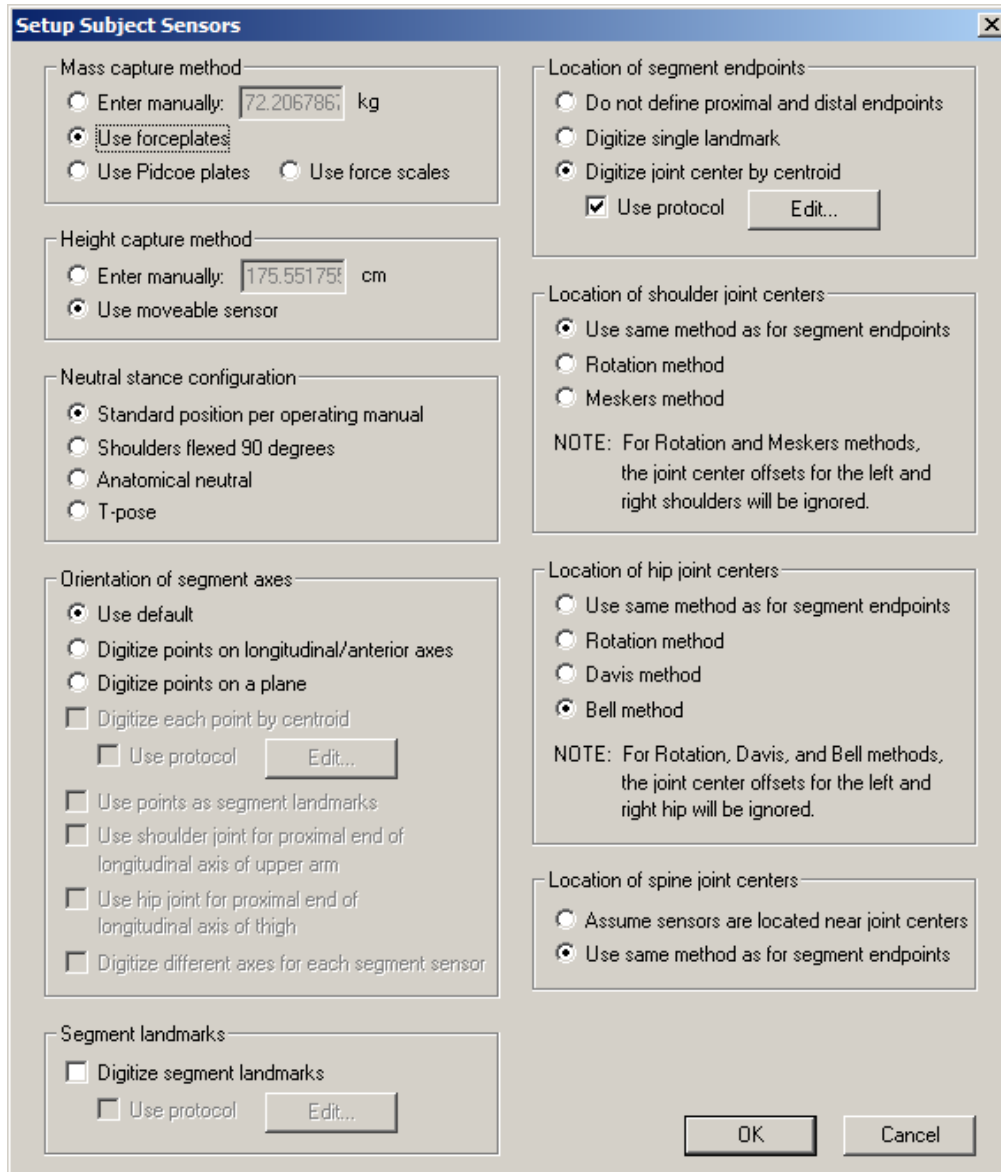 Setup Subject Sensors
Mass capture method
Enter manually: 72.2067867 kg
Use forceplates
Use Pidcoe plates Use force scales
Height capture method
Enter manually: 175.551755 cm
Use moveable sensor
Neutral stance configuration
Standard position per operating manual
Shoulders flexed 90 degrees
Anatomical neutral
T-pose
Orientation of segment axes
Use default
Digitize points on longitudinal/anterior axes
Digitize points on a plane
Digitize each point by centroid
Use protocol Edit...
Use points as segment landmarks
Use shoulder joint for proximal end of
longitudinal axis of upper arm
Use hip joint for proximal end of
longitudinal axis of thigh
Digitize different axes for each segment sensor
Segment landmarks
Digitize segment landmarks
Use protocol Edit...
Location of segment endpoints
Do not define proximal and distal endpoints
Digitize single landmark
Digitize joint center by centroid
Use protocol Edit...
Location of shoulder joint centers
Use same method as for segment endpoints
Rotation method
Meskers method
NOTE: For Rotation and Meskers methods,
the joint center offsets for the left and
right shoulders will be ignored.
Location of hip joint centers
Use same method as for segment endpoints
Rotation method
Davis method
Bell method
NOTE: For Rotation, Davis, and Bell methods,
the joint center offsets for the left and
right hip will be ignored.
Location of spine joint centers
Assume sensors are located near joint centers
Use same method as for segment endpoints
OK Cancel